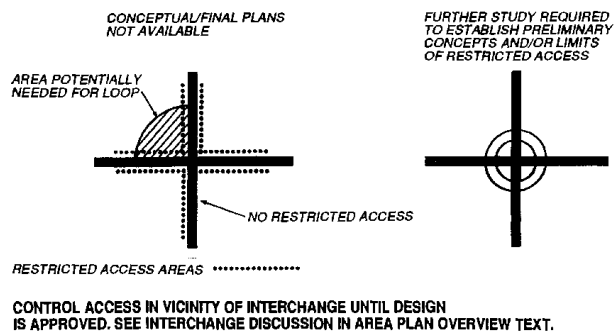 CONCEPTUAL/FINAL PLANS
NOT AVAILABLE
AREA POTENTIALLY
NEEDED FOR LOOP
NO RESTRICTED ACCESS
RESTRICTED ACCESS AREAS
FURTHER STUDY REQUIRED
TO ESTABLISH PRELIMINARY
CONCEPTS AND/OR LIMITS
OF RESTRICTED ACCESS
CONTROL ACCESS IN VICINITY OF INTERCHANGE UNTIL DESIGN
IS APPROVED. SEE INTERCHANGE DISCUSSION IN AREA PLAN OVERVIEW TEXT.